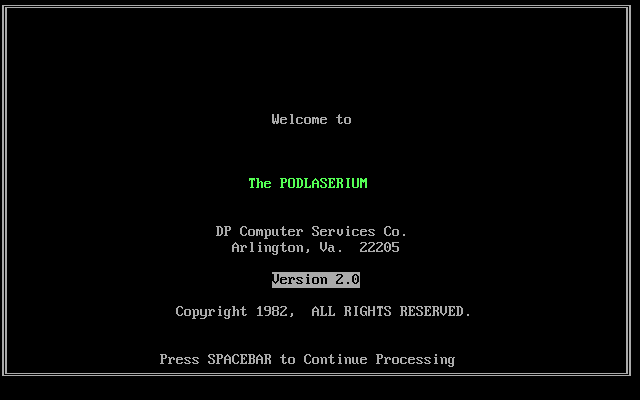 Welcome to
The PODLASERIUM
DP Computer Services Co.
Arlington, Va.  22205
Version 2.0
Copyright 1982,  ALL RIGHTS RESERVED.
Press SPACEBAR to Continue Processing